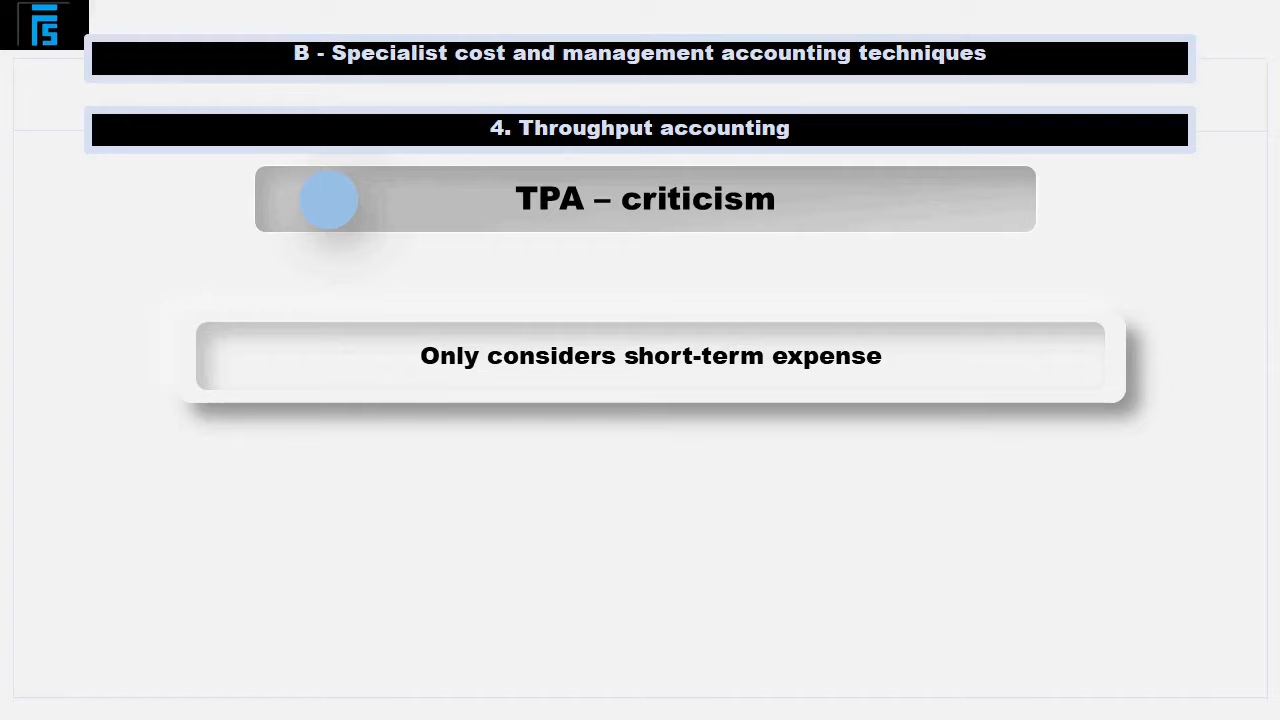 B - Specialist cost and management accounting techniques
4. Throughput accounting
TPA – criticism
Only considers short-term expense